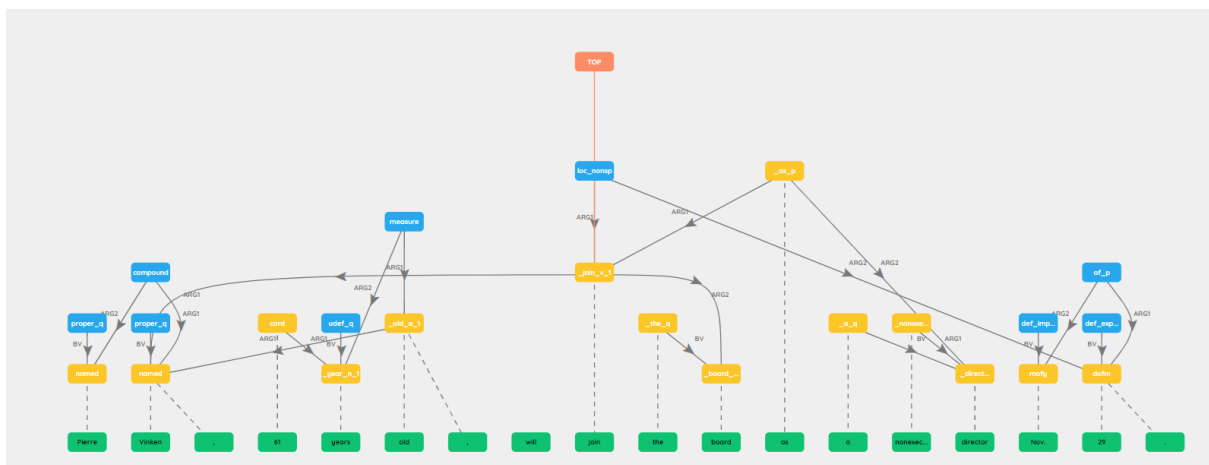 TOP
loc_nonsp _as_p
ARG1 ARG1
measure
ARG1 ARG2 ARG2 ARG2
compound _join_v_1 of_p
ARG2 ARG1 ARG2 ARG1 ARG2 ARG1
proper_q proper_q card udef_q _old_a_1 _the_q _a_q _nonexe... def_imp... def_exp...
BV BV ARG1 BV ARG1 BV BV ARG1 BV BV
named named _year_n_1 _board_... _direct... mofy dofm
Pierre Vinken , 61 years old , will join the board as a nonexec... director Nov. 29 .